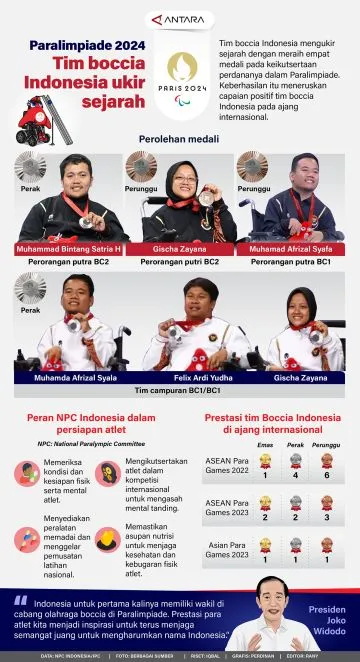 ANTARA
Paralimpiade 2024
Tim boccia
Indonesia ukir
sejarah
PARIS 2024
Tim boccia Indonesia mengukir
sejarah dengan meraih empat
medali pada keikutsertaan
perdananya dalam Paralimpiade.
Keberhasilan itu meneruskan
capaian positif tim boccia
Indonesia pada ajang
internasional.
Perolehan medali
Perak
Muhammad Bintang Satria H
Perorangan putra BC2
Perunggu
Gischa Zayana
Perorangan putri BC2
Perunggu
Muhamad Afrizal Syafa
Perorangan putra BC1
Perak
Muhamda Afrizal Syala
Felix Ardi Yudha
Gischa Zayana
Tim campuran BC1/BC1
Peran NPC Indonesia dalam
persiapan atlet
NPC: National Paralympic Committee
Memeriksa
kondisi dan
kesiapan fisik
serta mental
atlet.
Mengikutsertakan
atlet dalam
kompetisi
internasional
untuk mengasah
mental tanding.
Menyediakan
peralatan
memadai dan
menggelar
pemusatan
latihan
nasional.
Memastikan
asupan nutrisi
untuk menjaga
kesehatan dan
kebugaran fisik
atlet.
Prestasi tim Boccia Indonesia
di ajang internasional
Emas Perak Perunggu
ASEAN Para
Games 2022
1 4 6
ASEAN Para
Games 2023
2 2 3
Asian Para
Games 2023
1 1 1
“ Indonesia untuk pertama kalinya memiliki wakil di
cabang olahraga boccia di Paralimpiade. Prestasi para
atlet kita menjadi inspirasi untuk terus menjaga
semangat juang untuk mengharumkan nama Indonesia.”
Presiden
Joko
Widodo
DATA: NPC INDONESIA/IPC | FOTO: BERBAGAI SUMBER | RISET: IQBAL | GRAFIS: PERDINAN | EDITOR: RANY